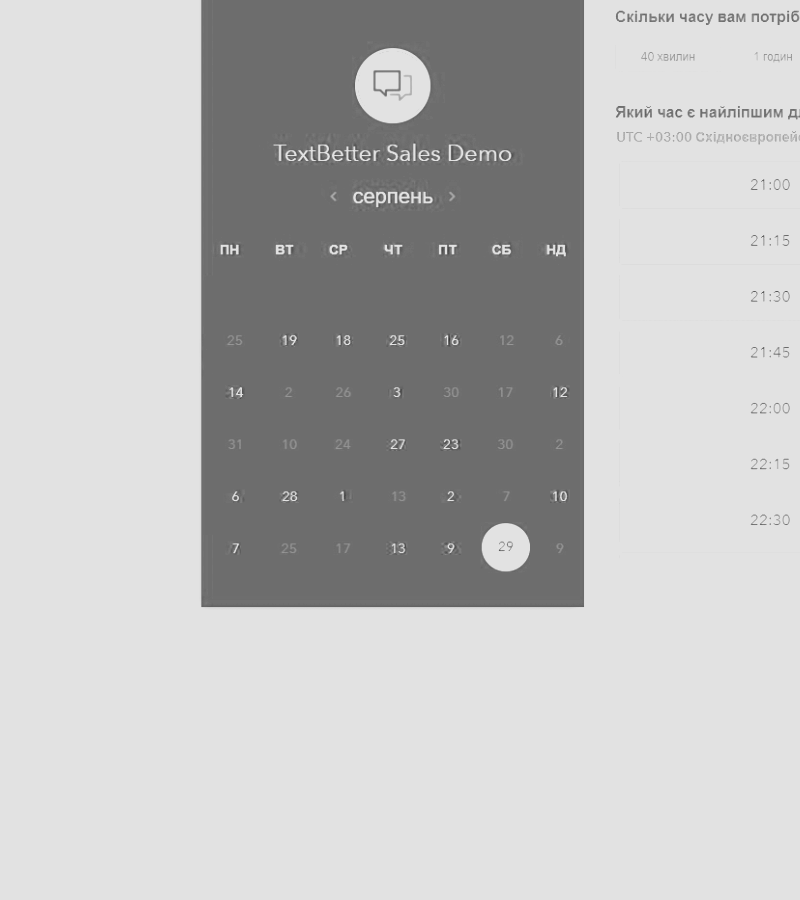 TextBetter Sales Demo
серпень
ПН ВТ СР ЧТ ПТ СБ НД
25 19 18 25 16 12 6
14 2 26 3 30 17 12
31 10 24 27 23 30 2
6 28 1 13 2 7 10
7 25 17 13 9 29 9
Скільки часу вам потріб
40 хвилин 1 годин
Який час є найліпшим д
UTC +03:00 Східноєвропей
21:00
21:15
21:30
21:45
22:00
22:15
22:30